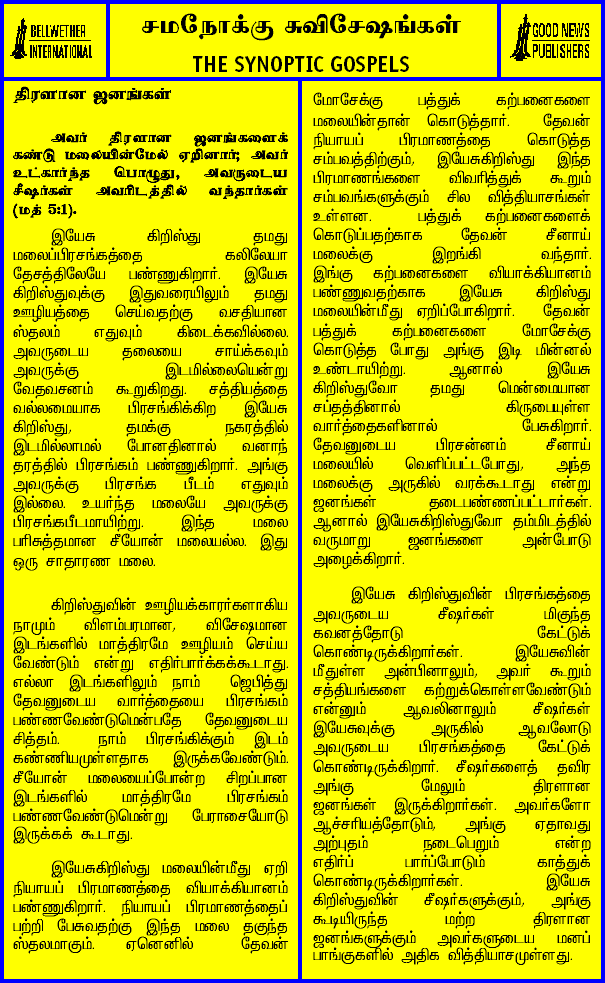 BELLWETHER
INTERNATIONAL
சமநோக்கு சுவிசேஷங்கள்
THE SYNOPTIC GOSPELS
GOOD NEWS
PUBLISHERS
திரளான ஜனங்கள்
அவர் திரளான ஜனங்களைக்
கண்டு மலையின்மேல் ஏறினார்; அவர்
உட்கார்ந்த பொழுது, அவருடைய
சீஷர்கள் அவரிடத்தில் வந்தார்கள்
(மத் 5:1).
இயேசு கிறிஸ்து தமது
மலைப்பிரசங்கத்தை கலிலேயா
தேசத்திலேயே பண்ணுகிறார். இயேசு
கிறிஸ்துவுக்கு இதுவரையிலும் தமது
ஊழியத்தை செய்வதற்கு வசதியான
ஸ்தலம் எதுவும் கிடைக்கவில்லை.
அவருடைய தலையை சாய்க்கவும்
அவருக்கு இடமில்லையென்று
வேதவசனம் கூறுகிறது. சத்தியத்தை
வல்லமையாக பிரசங்கிக்கிற இயேசு
கிறிஸ்து, தமக்கு நகரத்தில்
இடமில்லாமல் போனதினால் வனாந்
தரத்தில் பிரசங்கம் பண்ணுகிறார். அங்கு
அவருக்கு பிரசங்க பீடம் எதுவும்
இல்லை. உயர்ந்த மலையே அவருக்கு
பிரசங்கபீடமாயிற்று. இந்த மலை
பரிசுத்தமான சீயோன் மலையல்ல. இது
ஒரு சாதாரண மலை.
கிறிஸ்துவின் ஊழியக்காரர்களாகிய
நாமும் விளம்பரமான, விசேஷமான
இடங்களில் மாத்திரமே ஊழியம் செய்ய
வேண்டும் என்று எதிர்பார்க்கக்கூடாது.
எல்லா இடங்களிலும் நாம் ஜெபித்து
தேவனுடைய வார்த்தையை பிரசங்கம்
பண்ணவேண்டுமென்பதே தேவனுடைய
சித்தம். நாம் பிரசங்கிக்கும் இடம்
கண்ணியமுள்ளதாக இருக்கவேண்டும்.
சீயோன் மலையைப்போன்ற சிறப்பான
இடங்களில் மாத்திரமே பிரசங்கம்
பண்ணவேண்டுமென்று பேராசையோடு
இருக்கக் கூடாது.
இயேசுகிறிஸ்து மலையின்மீது ஏறி
நியாயப் பிரமாணத்தை வியாக்கியானம்
பண்ணுகிறார். நியாயப் பிரமாணத்தைப்
பற்றி பேசுவதற்கு இந்த மலை தகுந்த
ஸ்தலமாகும். ஏனெனில் தேவன்
மோசேக்கு பத்துக் கற்பனைகளை
மலையின்தான் கொடுத்தார். தேவன்
நியாயப் பிரமாணத்தை கொடுத்த
சம்பவத்திற்கும், இயேசுகிறிஸ்து இந்த
பிரமாணங்களை விவரித்துக் கூறும்
சம்பவங்களுக்கும் சில வித்தியாசங்கள்
உள்ளன. பத்துக் கற்பனைகளைக்
கொடுப்பதற்காக தேவன் சீனாய்
மலைக்கு இறங்கி வந்தார்.
இங்கு கற்பனைகளை வியாக்கியானம்
பண்ணுவதற்காக இயேசு கிறிஸ்து
மலையின்மீது ஏறிப்போகிறார். தேவன்
பத்துக் கற்பனைகளை மோசேக்கு
கொடுத்த போது அங்கு இடி மின்னல்
உண்டாயிற்று. ஆனால் இயேசு
கிறிஸ்துவோ தமது மென்மையான
சப்தத்தினால் கிருபையுள்ள
வார்த்தைகளினால் பேசுகிறார்.
தேவனுடைய பிரசன்னம் சீனாய்
மலையில் வெளிப்பட்டபோது, அந்த
மலைக்கு அருகில் வரக்கூடாது என்று
ஜனங்கள் தடைபண்ணப்பட்டார்கள்.
ஆனால் இயேசுகிறிஸ்துவோ தம்மிடத்தில்
வருமாறு ஜனங்களை அன்போடு
அழைக்கிறார்.
இயேசு கிறிஸ்துவின் பிரசங்கத்தை
அவருடைய சீஷர்கள் மிகுந்த
கவனத்தோடு கேட்டுக்
கொண்டிருக்கிறார்கள். இயேசுவின்
மீதுள்ள அன்பினாலும், அவர் கூறும்
சத்தியங்களை கற்றுக்கொள்ளவேண்டும்
என்னும் ஆவலினாலும் சீஷர்கள்
இயேசுவுக்கு அருகில் ஆவலோடு
அவருடைய பிரசங்கத்தை கேட்டுக்
கொண்டிருக்கிறார். சீஷர்களைத் தவிர
அங்கு மேலும் திரளான
ஜனங்கள் இருக்கிறார்கள். அவர்களோ
ஆச்சரியத்தோடும், அங்கு ஏதாவது
அற்புதம் நடைபெறும் என்ற
எதிர்ப் பார்ப்போடும் காத்துக்
கொண்டிருக்கிறார்கள். இயேசு
கிறிஸ்துவின் சீஷர்களுக்கும், அங்கு
கூடியிருந்த மற்ற திரளான
ஜனங்களுக்கும் அவர்களுடைய மனப்
பாங்குகளில் அதிக வித்தியாசமுள்ளது.